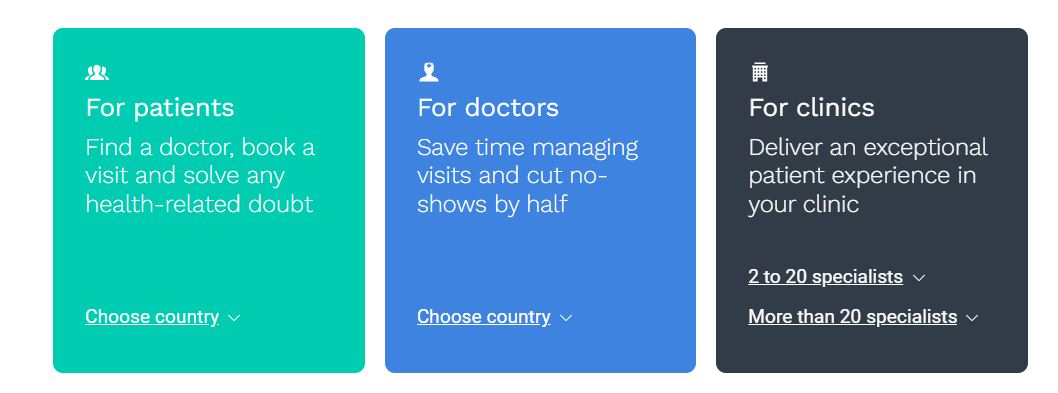 For patients
Find a doctor, book a
visit and solve any
health-related doubt
Choose country
For doctors
Save time managing
visits and cut no-
shows by half
Choose country
For clinics
Deliver an exceptional
patient experience in
your clinic
2 to 20 specialists
More than 20 specialists